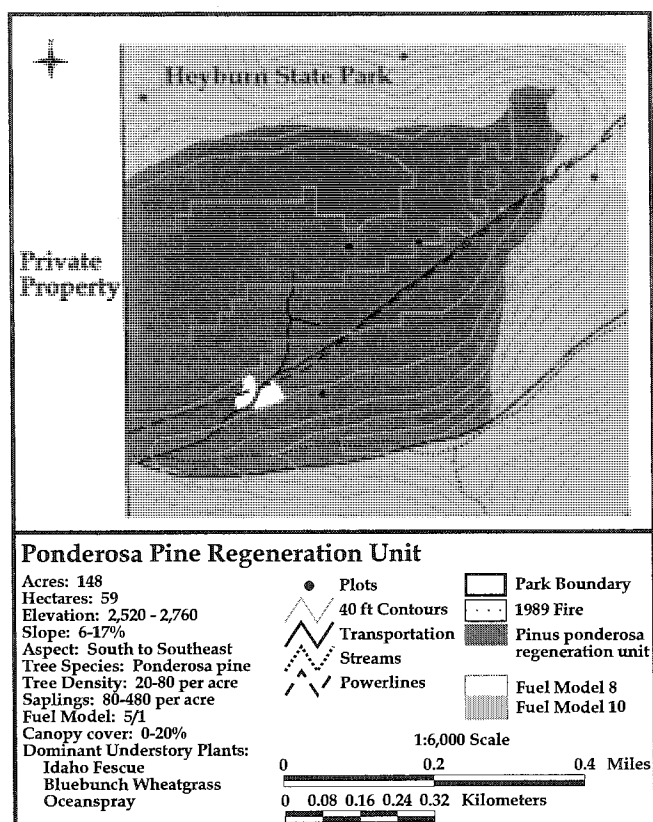 Heyburn State Park
Private
Property
Ponderosa Pine Regeneration Unit
Acres: 148
Hectares: 59
Elevation: 2,520 - 2,760
Slope: 6-17%
Aspect: South to Southeast
Tree Species: Ponderosa pine
Tree Density: 20-80 per acre
Saplings: 80-480 per acre
Fuel Model: 5/1
Canopy cover: 0-20%
Dominant Understory Plants:
Idaho Fescue
Bluebunch Wheatgrass
Oceanspray
Plots
40 ft Contours
Transportation
Streams
Powerlines
Park Boundary
1989 Fire
Pinus ponderosa
regeneration unit
Fuel Model 8
Fuel Model 10
1:6,000 Scale
0 0.2 0.4 Miles
0 0.08 0.16 0.24 0.32 Kilometers